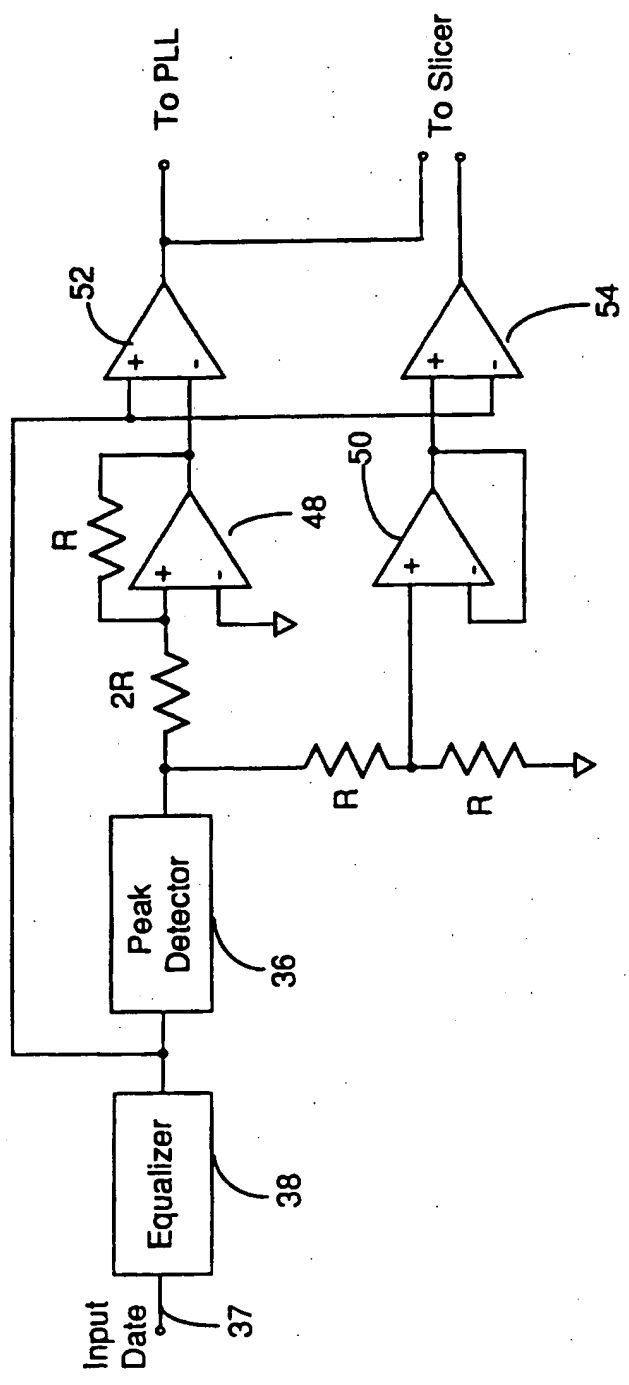 Input
Date
37
Equalizer
38
Peak
Detector
36
2R
R
+
-
48
R
R
+
-
50
+
-
52
+
-
54
To PLL
To Slicer